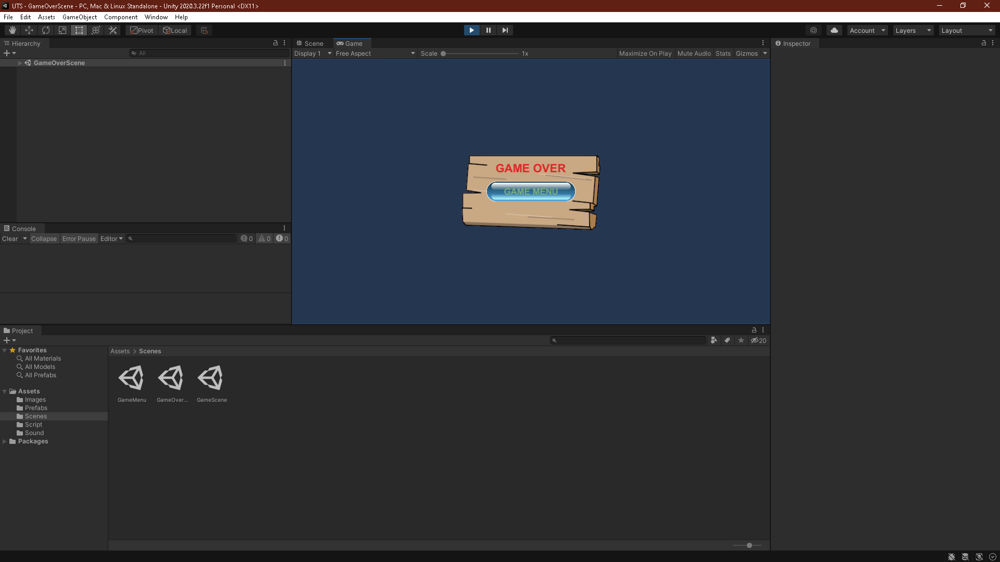 UTS - GameOverScene - PC, Mac & Linux Standalone - Unity 2020.3.22f1 Personal <DX11>
File Edit Assets GameObject Component Window Help
Pivot Local Account Layers Layout
Hierarchy
All
GameOverScene
Scene Game
Display 1 Free Aspect Scale 1x Maximize On Play Mute Audio Stats Gizmos
GAME OVER
GAME MENU
Inspector
Console
Clear Collapse Error Pause Editor 0 0 0
Project
20
Favorites
All Materials
All Models
All Prefabs
Assets
Images
Prefabs
Scenes
Script
Sound
Packages
Assets > Scenes
GameMenu GameOver... GameScene